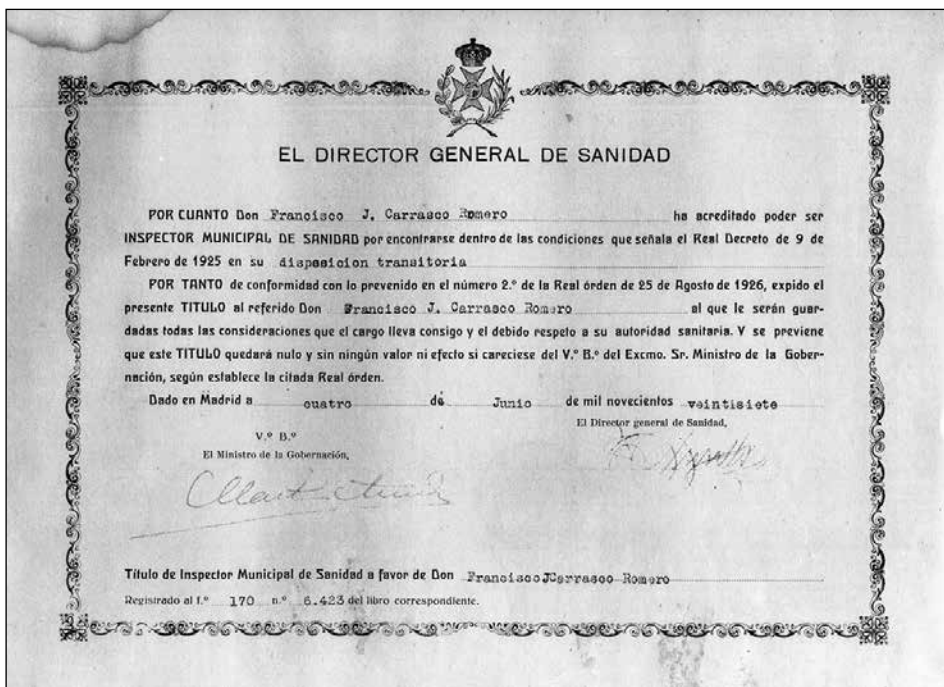 EL DIRECTOR GENERAL DE SANIDAD
POR CUANTO Don Francisco J. Carrasco Romero ha acreditado poder ser
INSPECTOR MUNICIPAL DE SANIDAD por encontrarse dentro de las condiciones que señala el Real Decreto de 9 de
Febrero de 1925 en su disposicion transitoria
POR TANTO de conformidad con lo prevenido en el número 2.º de la Real órden de 25 de Agosto de 1926, expido el
presente TITULO al referido Don Francisco J. Carrasco Romero al que le serán guar-
dadas todas las consideraciones que el cargo lleva consigo y el debido respeto a su autoridad sanitaria. Y se previene
que este TITULO quedará nulo y sin ningún valor ni efecto si careciese del V.º B.º del Excmo. Sr. Ministro de la Gober-
nación, según establece la citada Real órden.
Dado en Madrid a cuatro de Junio de mil novecientos veintisiete
El Director general de Sanidad,
V.º B.º
El Ministro de la Gobernación,
Título de Inspector Municipal de Sanidad a favor de Don Francisco J Carrasco Romero
Registrado al f.º 170 n.º 6.423 del libro correspondiente.